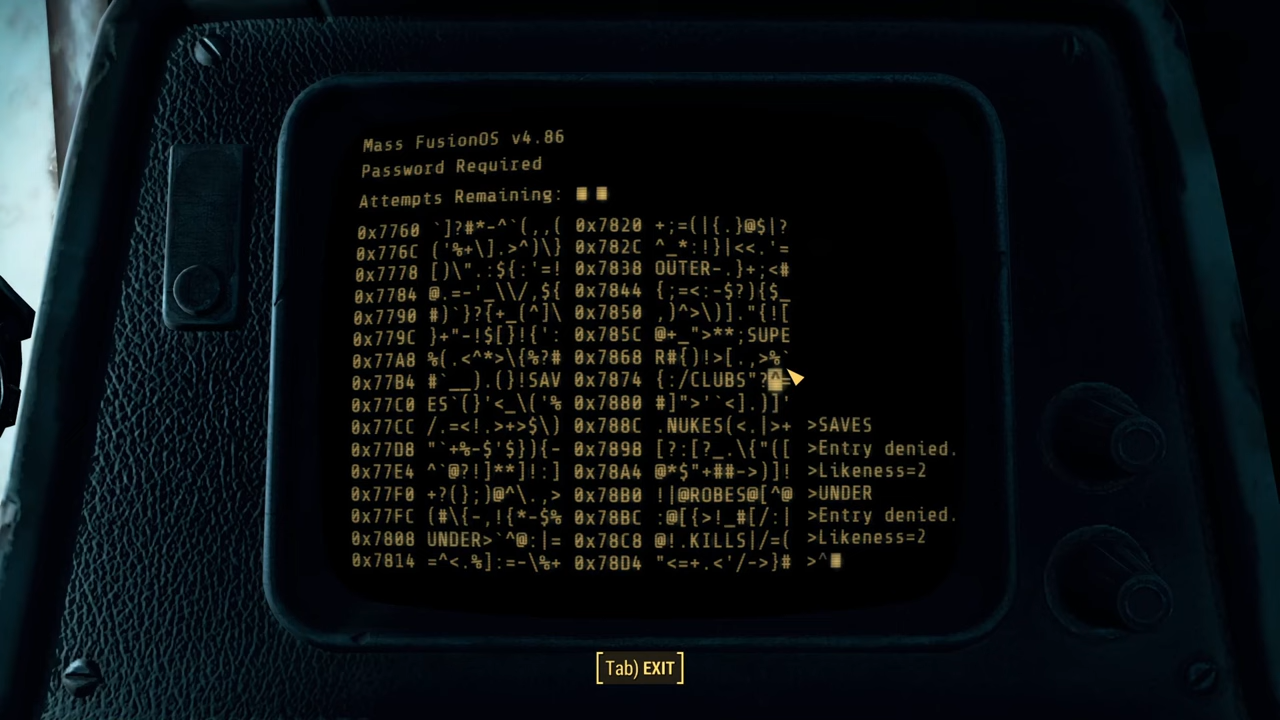 Mass FusionOS v4.86
Password Required
Attempts Remaining:
0x7760 `]?#*-^`(,,( 0x7820 +;=(|{.}@$|?
0x776C ('%+\].>^)\} 0x782C ^_*:!}|<<.'=
0x7778 [)\".:${:'=! 0x7838 OUTER-.}+;<#
0x7784 @.=-'_\\/,${ 0x7844 {;=<:-$?){$_
0x7790 #)`}?{+_(^]\ 0x7850 ,)^>\)]."{![
0x779C }+"-!$[}!{': 0x785C @+_">**;SUPE
0x77A8 %(.<^*>\{%?# 0x7868 R#{)!>[.,>%`
0x77B4 #`__).(}!SAV 0x7874 {:/CLUBS"?^=
0x77C0 ES`(}'<_\('% 0x7880 #]">'`<].)]'
0x77CC /.=<!.>+>$\) 0x788C .NUKES(<.|>+ >SAVES
0x77D8 "`+%-$'$}){- 0x7898 [?:[?_.\{"([ >Entry denied.
0x77E4 ^`@?!]**]!:] 0x78A4 @*$"+##->)]! >Likeness=2
0x77F0 +?(};)@^\.,> 0x78B0 !|@ROBES@[^@ >UNDER
0x77FC (#\{-,!{*-$% 0x78BC :@[{>!_#[/:| >Entry denied.
0x7808 UNDER>`^@:|= 0x78C8 @!.KILLS|/=( >Likeness=2
0x7814 =^<.%]:=-\%+ 0x78D4 "<=+.<'/->}# >^
[Tab) EXIT]